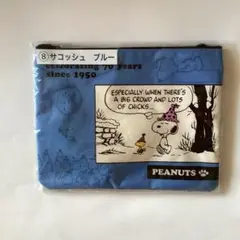 ⑧サコッシュ ブルー
celebrating 70 years
since 1950
ESPECIALLY WHEN THERE'S
A BIG CROWD AND LOTS
OF CHICKS...
PEANUTS